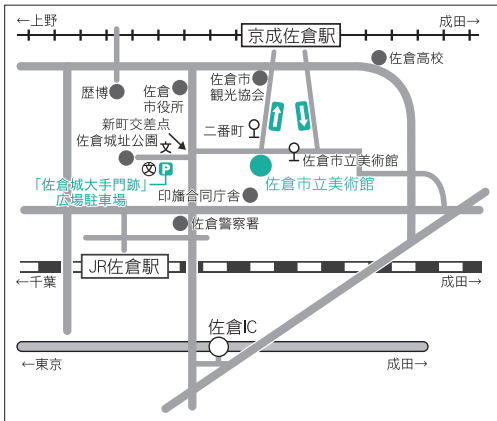 ←上野
成田→
京成佐倉駅
佐倉高校
歴博
佐倉
市役所
佐倉市
観光協会
新町交差点
佐倉城址公園
文
二番町
佐倉市立美術館
佐倉市立美術館
文
P
「佐倉城大手門跡」
広場駐車場
印旛合同庁舎
佐倉警察署
JR佐倉駅
←千葉
成田→
佐倉IC
←東京
成田→